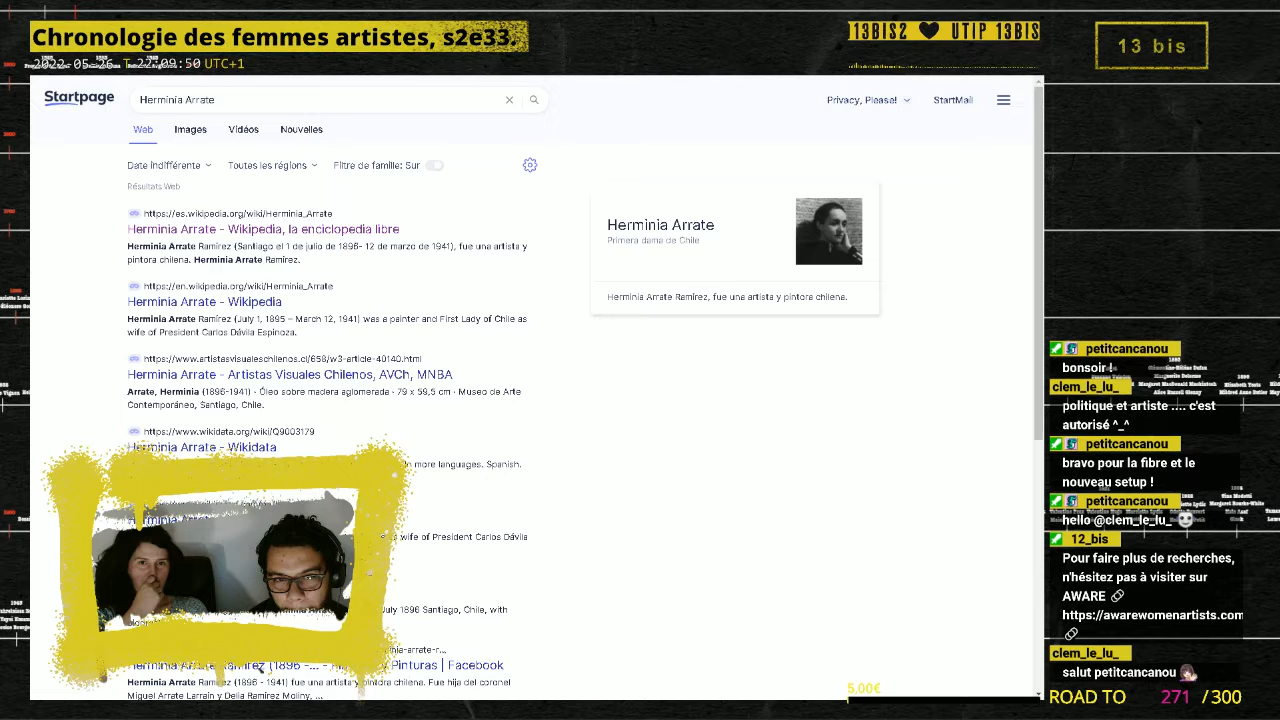 Chronologie des femmes artistes, s2e33
2022-05-26 T 21:09:50 UTC+1
13BIS2 ♥ UTIP 13BIS
13 bis
Startpage
Herminia Arrate
Privacy, Please!
StartMail
Web Images Vidéos Nouvelles
Date indifférente Toutes les régions Filtre de famille: Sur
Résultats Web
https://es.wikipedia.org/wiki/Herminia_Arrate
Herminia Arrate - Wikipedia, la enciclopedia libre
Herminia Arrate Ramírez (Santiago el 1 de julio de 1896- 12 de marzo de 1941), fue una artista y
pintora chilena. Herminia Arrate Ramírez.
https://en.wikipedia.org/wiki/Herminia_Arrate
Herminia Arrate - Wikipedia
Herminia Arrate Ramírez (July 1, 1895 – March 12, 1941) was a painter and First Lady of Chile as
wife of President Carlos Dávila Espinoza.
https://www.artistasvisualeschilenos.cl/658/w3-article-40140.html
Herminia Arrate - Artistas Visuales Chilenos, AVCh, MNBA
Arrate, Herminia (1896-1941) · Óleo sobre madera aglomerada · 79 x 59,5 cm · Museo de Arte
Contemporáneo, Santiago, Chile.
https://www.wikidata.org/wiki/Q9003179
Herminia Arrate - Wikidata
in more languages. Spanish.
wife of President Carlos Dávila
July 1896 Santiago, Chile, with
-arrate-r...
Herminia Arrate Ramírez (1896 -... - Pinturas | Facebook
1896 - 1941) fue una artista y pintora chilena. Fue hija del coronel
Miguel Arrate Larraín y Delia Ramírez Moliny, ...
Herminia Arrate
Primera dama de Chile
Herminia Arrate Ramírez, fue una artista y pintora chilena.
petitcancanou
bonsoir !
clem_le_lu_
politique et artiste .... c'est
autorisé ^_^
petitcancanou
bravo pour la fibre et le
nouveau setup !
petitcancanou
hello @clem_le_lu_
12_bis
Pour faire plus de recherches,
n'hésitez pas à visiter sur
AWARE
https://awarewomenartists.com
clem_le_lu_
salut petitcancanou
5,00€
ROAD TO 271 / 300